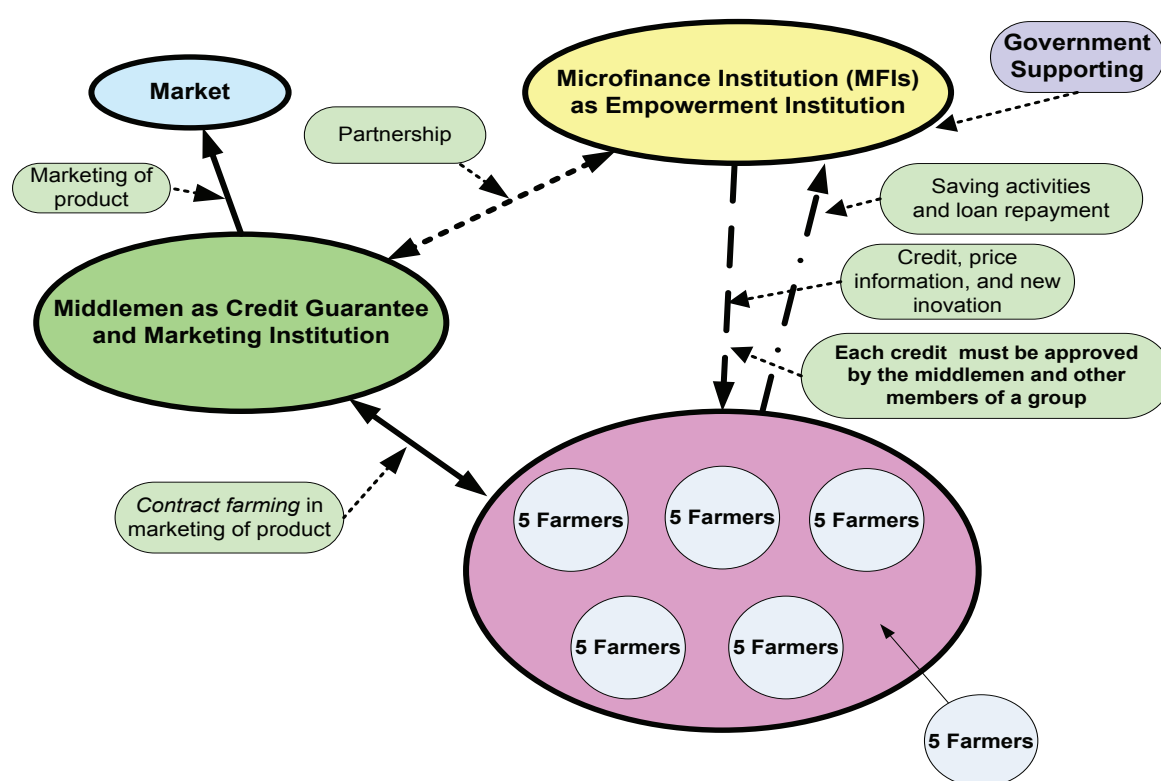 Government
Supporting
Microfinance Institution (MFIs)
as Empowerment Institution
Market
Partnership
Marketing of
product
Saving activities
and loan repayment
Credit, price
information, and new
inovation
Middlemen as Credit Guarantee
and Marketing Institution
Each credit must be approved
by the middlemen and other
members of a group
Contract farming in
marketing of product
5 Farmers
5 Farmers
5 Farmers
5 Farmers
5 Farmers
5 Farmers